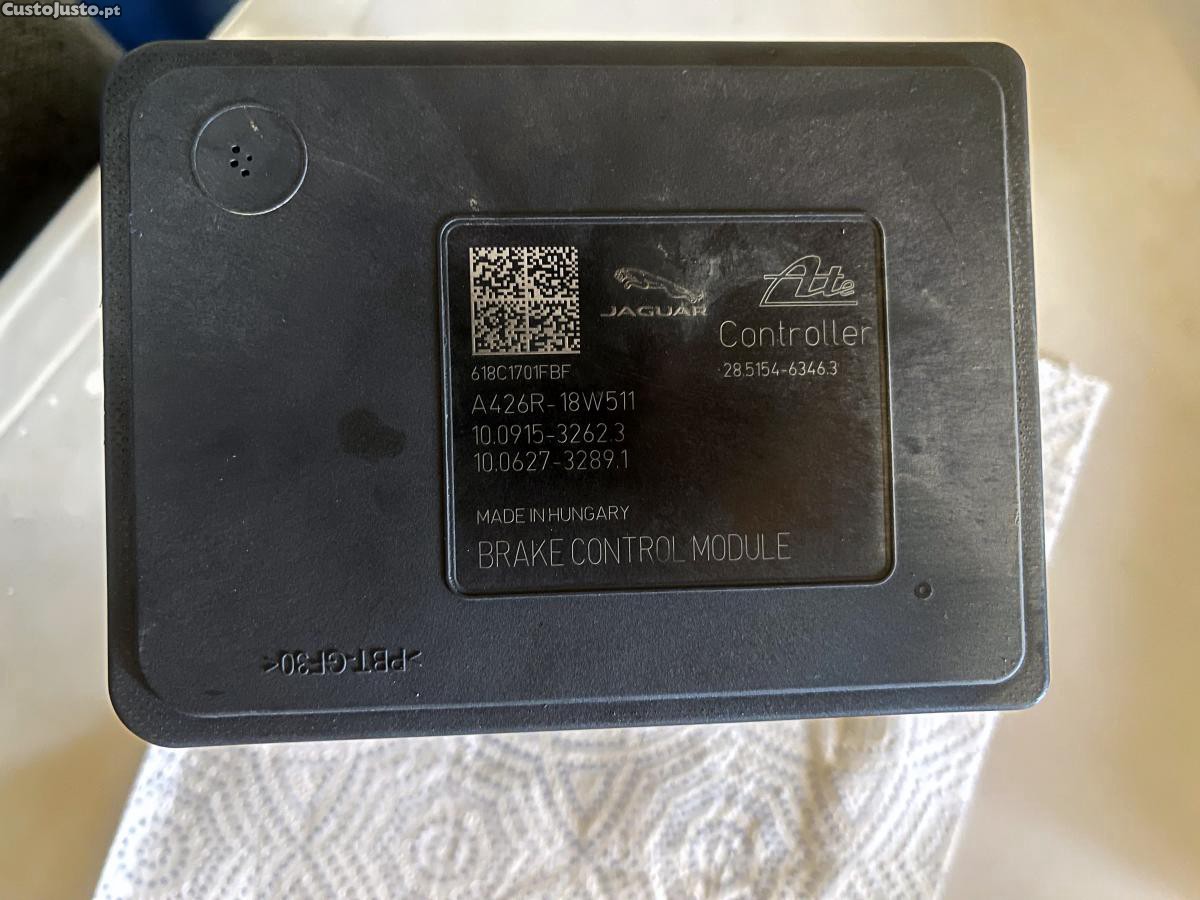 CustoJusto.pt
JAGUAR
Ate
Controller
28.5154-6346.3
618C1701FBF
A426R-18W511
10.0915-3262.3
10.0627-3289.1
MADE IN HUNGARY
BRAKE CONTROL MODULE
>PBT-GF30<